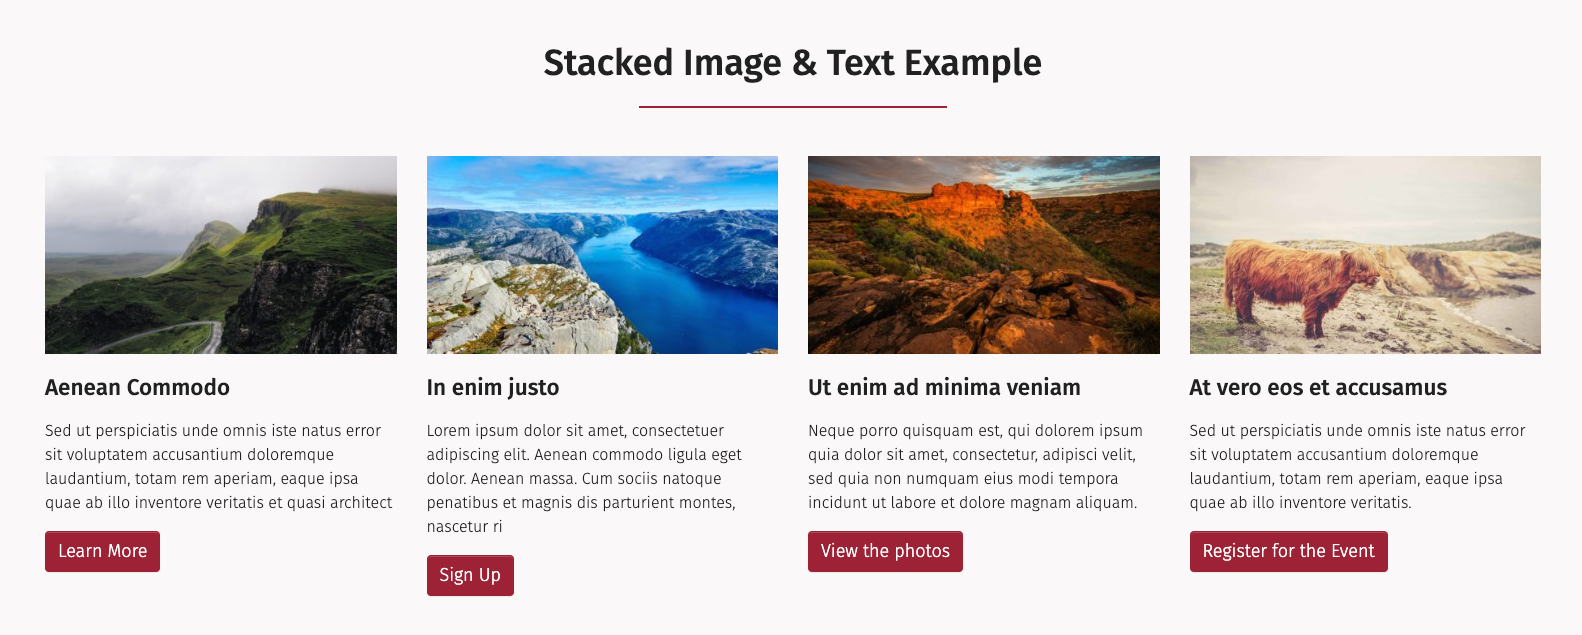 Stacked Image & Text Example
Aenean Commodo
Sed ut perspiciatis unde omnis iste natus error
sit voluptatem accusantium doloremque
laudantium, totam rem aperiam, eaque ipsa
quae ab illo inventore veritatis et quasi architect
Learn More
In enim justo
Lorem ipsum dolor sit amet, consectetuer
adipiscing elit. Aenean commodo ligula eget
dolor. Aenean massa. Cum sociis natoque
penatibus et magnis dis parturient montes,
nascetur ri
Sign Up
Ut enim ad minima veniam
Neque porro quisquam est, qui dolorem ipsum
quia dolor sit amet, consectetur, adipisci velit,
sed quia non numquam eius modi tempora
incidunt ut labore et dolore magnam aliquam.
View the photos
At vero eos et accusamus
Sed ut perspiciatis unde omnis iste natus error
sit voluptatem accusantium doloremque
laudantium, totam rem aperiam, eaque ipsa
quae ab illo inventore veritatis.
Register for the Event